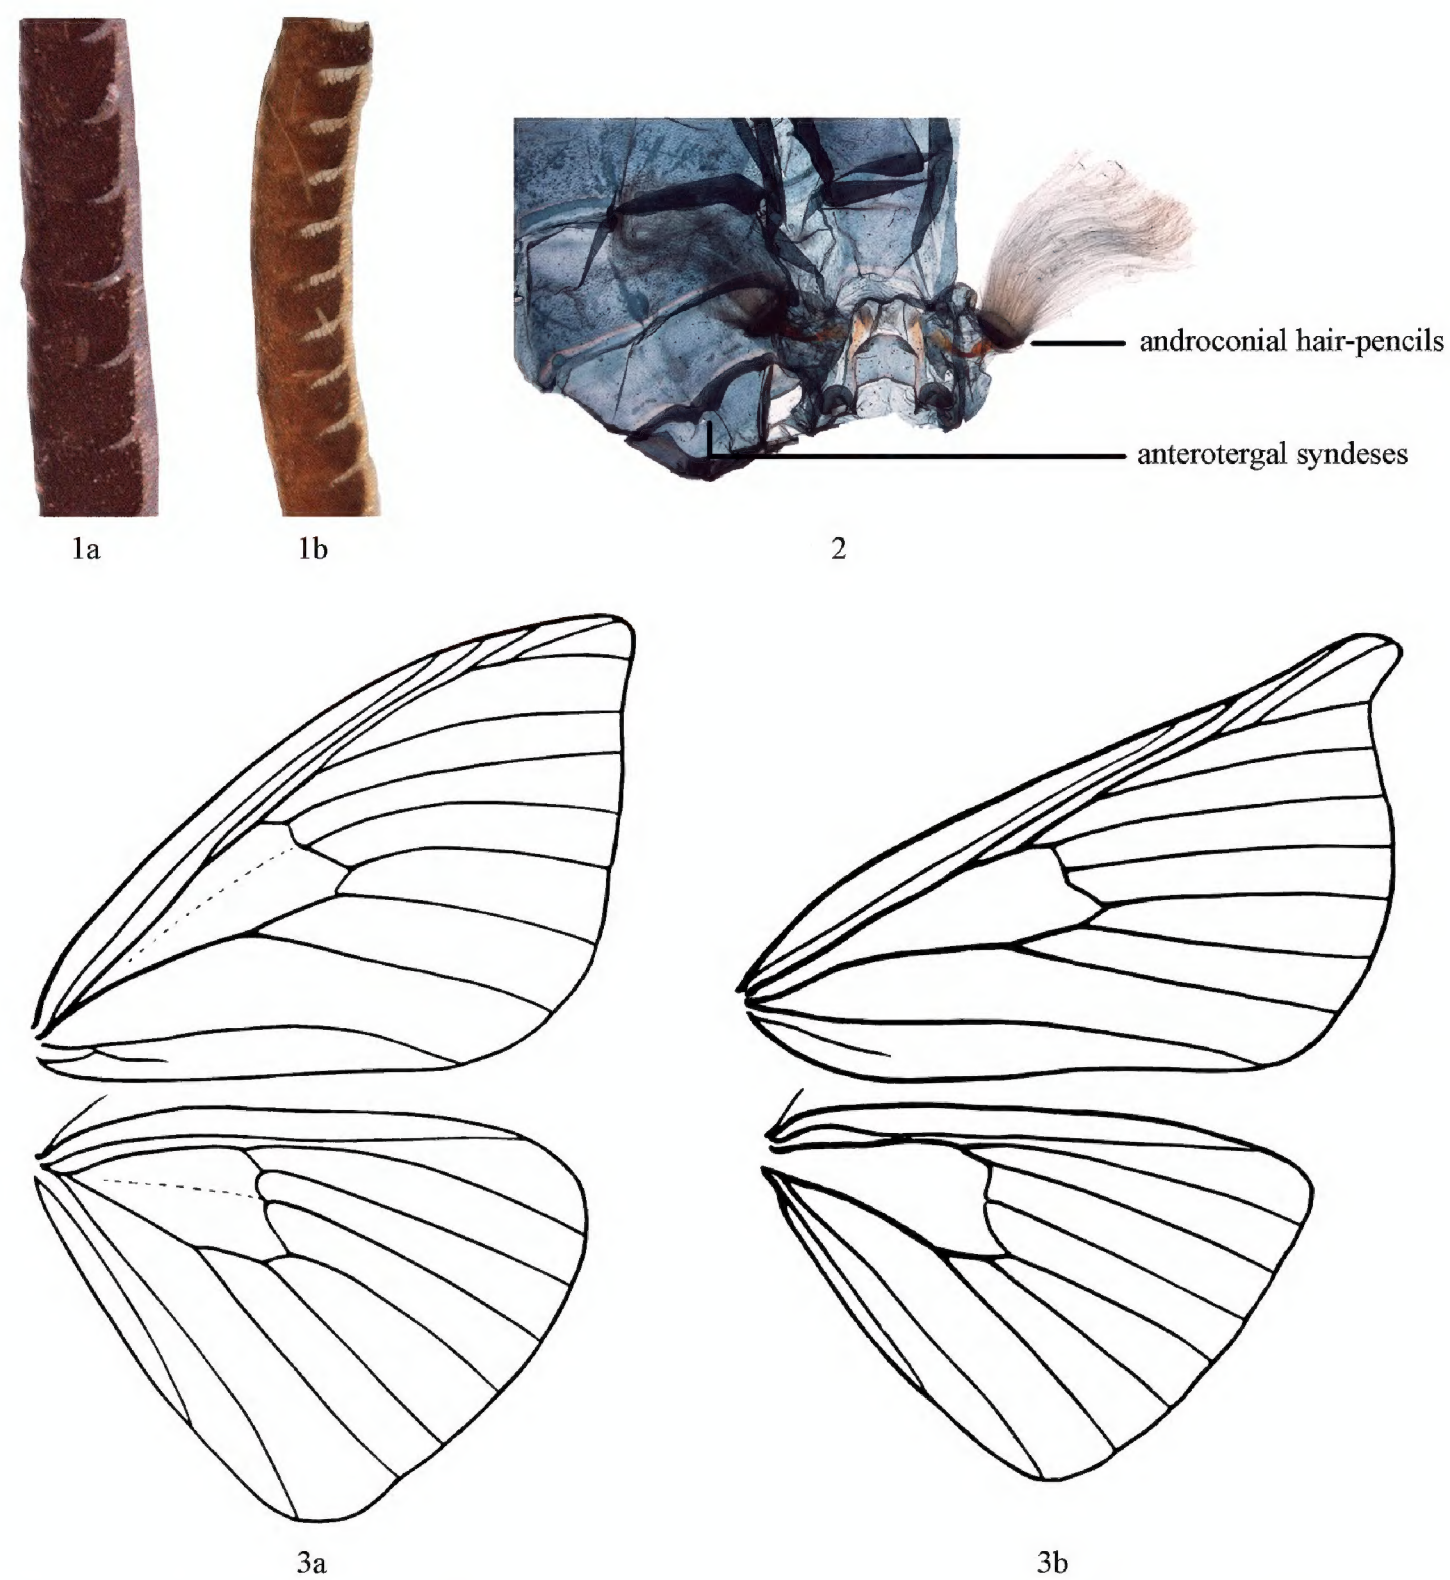 androconial hair-pencils
anterotergal syndeses
1a
1b
2
3a
3b